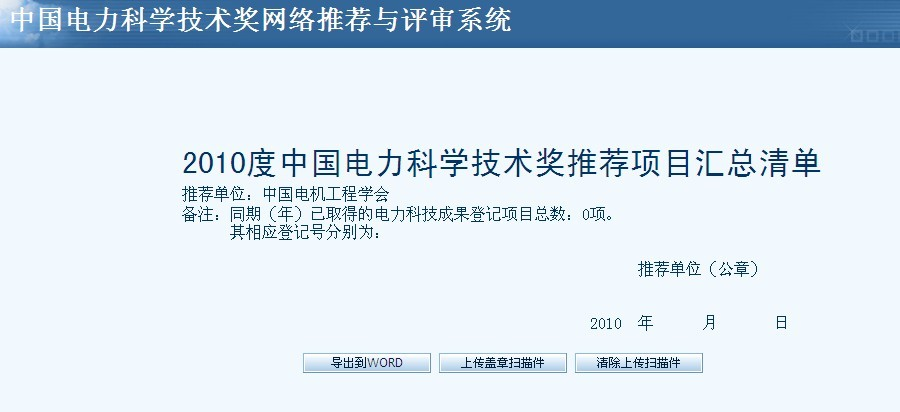 中国电力科学技术奖网络推荐与评审系统
2010度中国电力科学技术奖推荐项目汇总清单
推荐单位：中国电机工程学会
备注：同期（年）已取得的电力科技成果登记项目总数：0项。
其相应登记号分别为：
推荐单位（公章）
2010 年 月 日
导出到WORD 上传盖章扫描件 清除上传扫描件